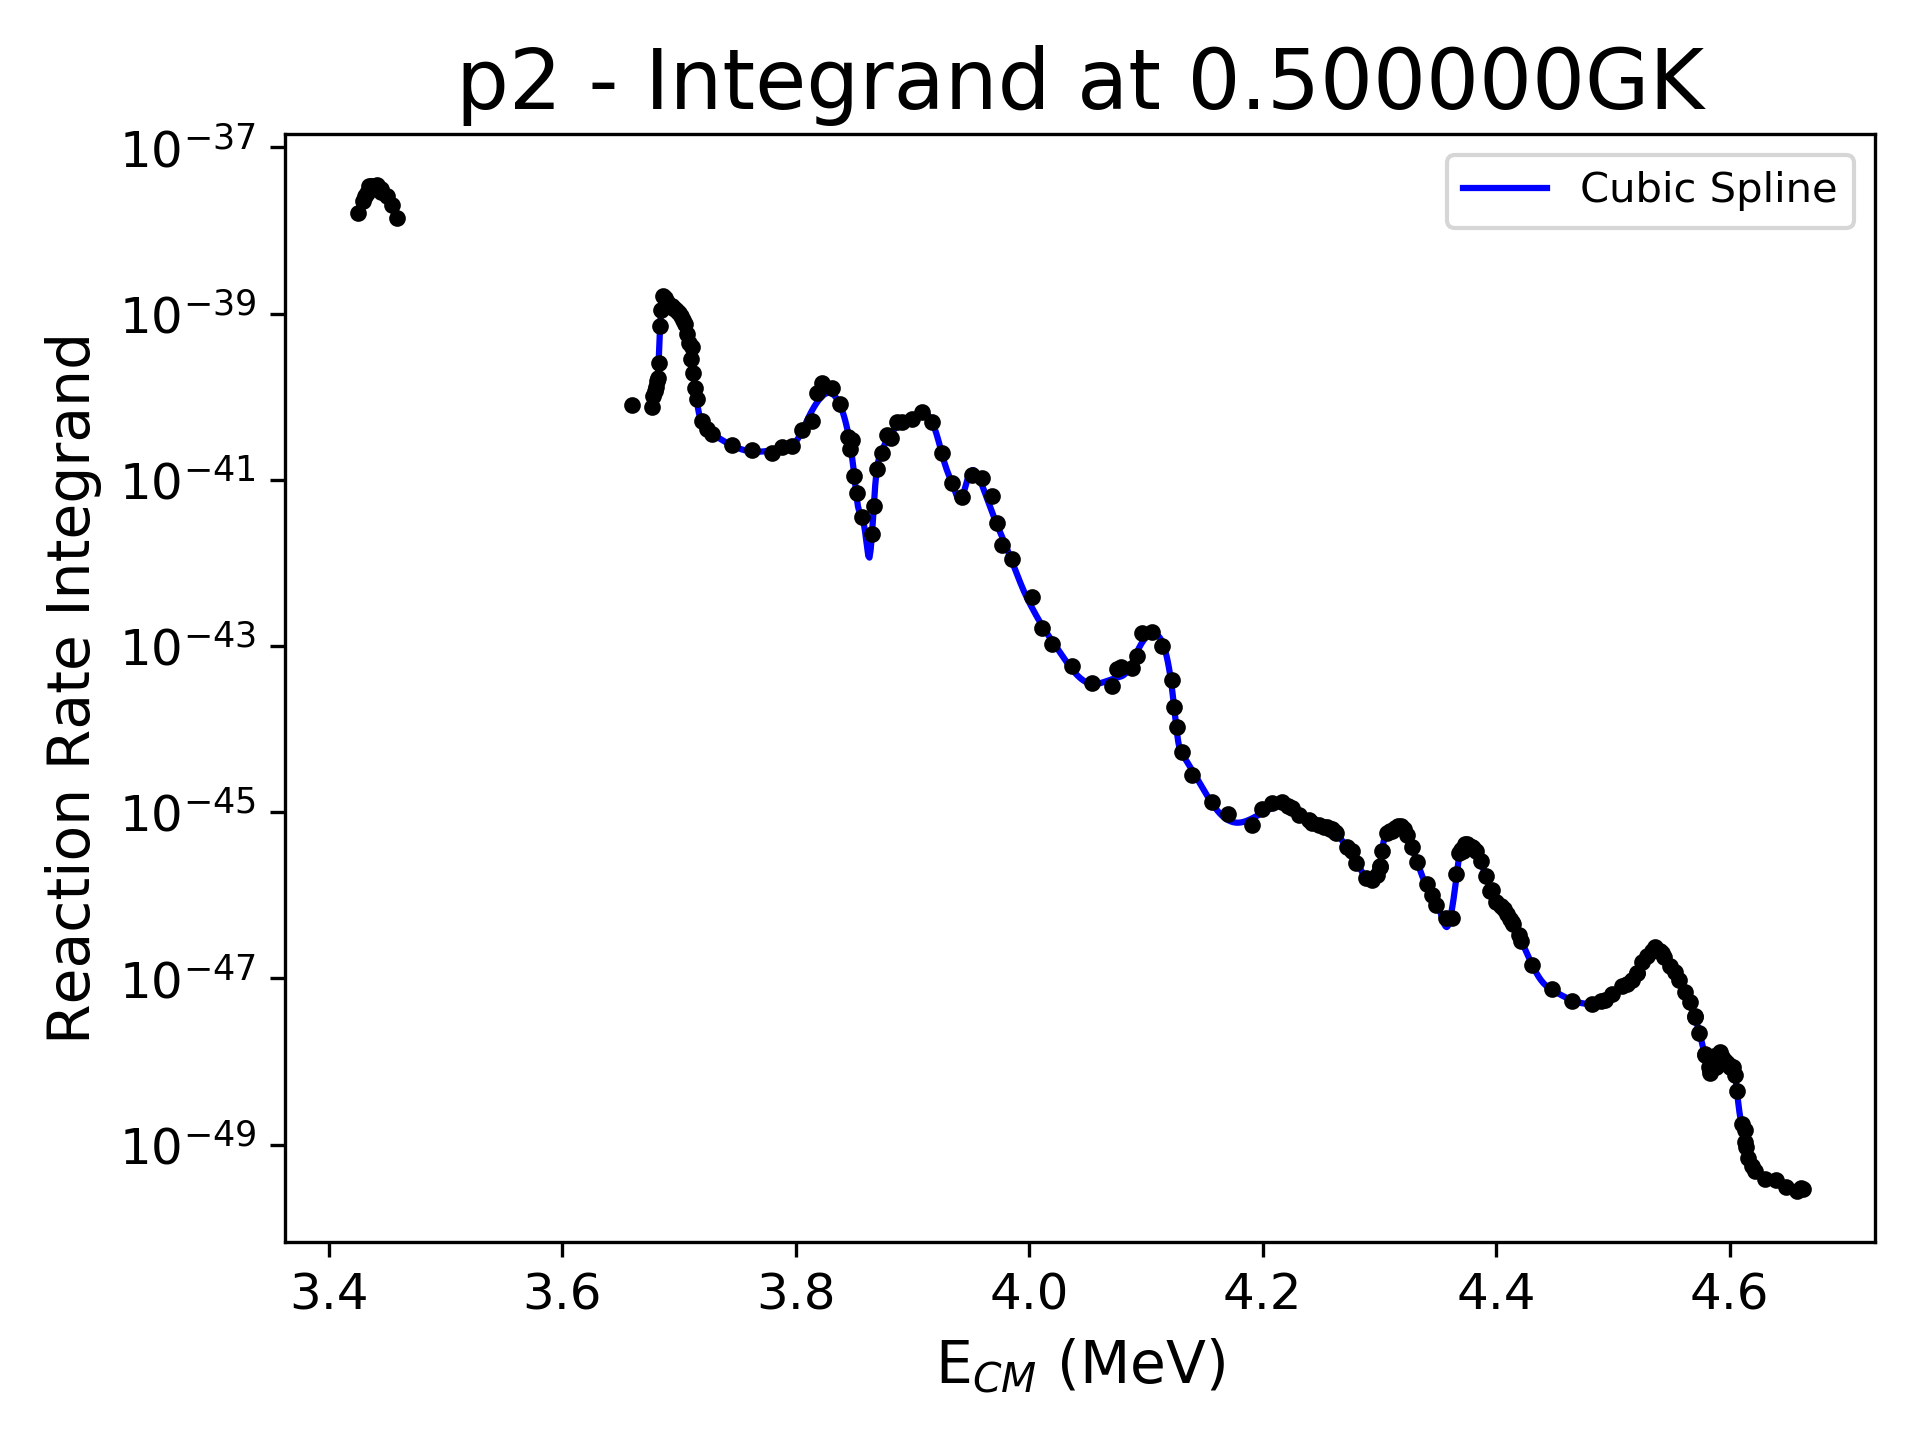 p2 - Integrand at 0.500000GK
Cubic Spline
Reaction Rate Integrand
10⁻³⁷
10⁻³⁹
10⁻⁴¹
10⁻⁴³
10⁻⁴⁵
10⁻⁴⁷
10⁻⁴⁹
3.4 3.6 3.8 4.0 4.2 4.4 4.6
E_CM (MeV)